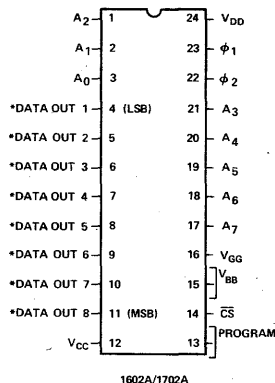 A2 1 24 VDD
A1 2 23 ϕ1
A0 3 22 ϕ2
*DATA OUT 1 4 (LSB) 21 A3
*DATA OUT 2 5 20 A4
*DATA OUT 3 6 19 A5
*DATA OUT 4 7 18 A6
*DATA OUT 5 8 17 A7
*DATA OUT 6 9 16 VGG
*DATA OUT 7 10 15 VBB
*DATA OUT 8 11 (MSB) 14 C̅S̅
VCC 12 13 PROGRAM
1602A/1702A